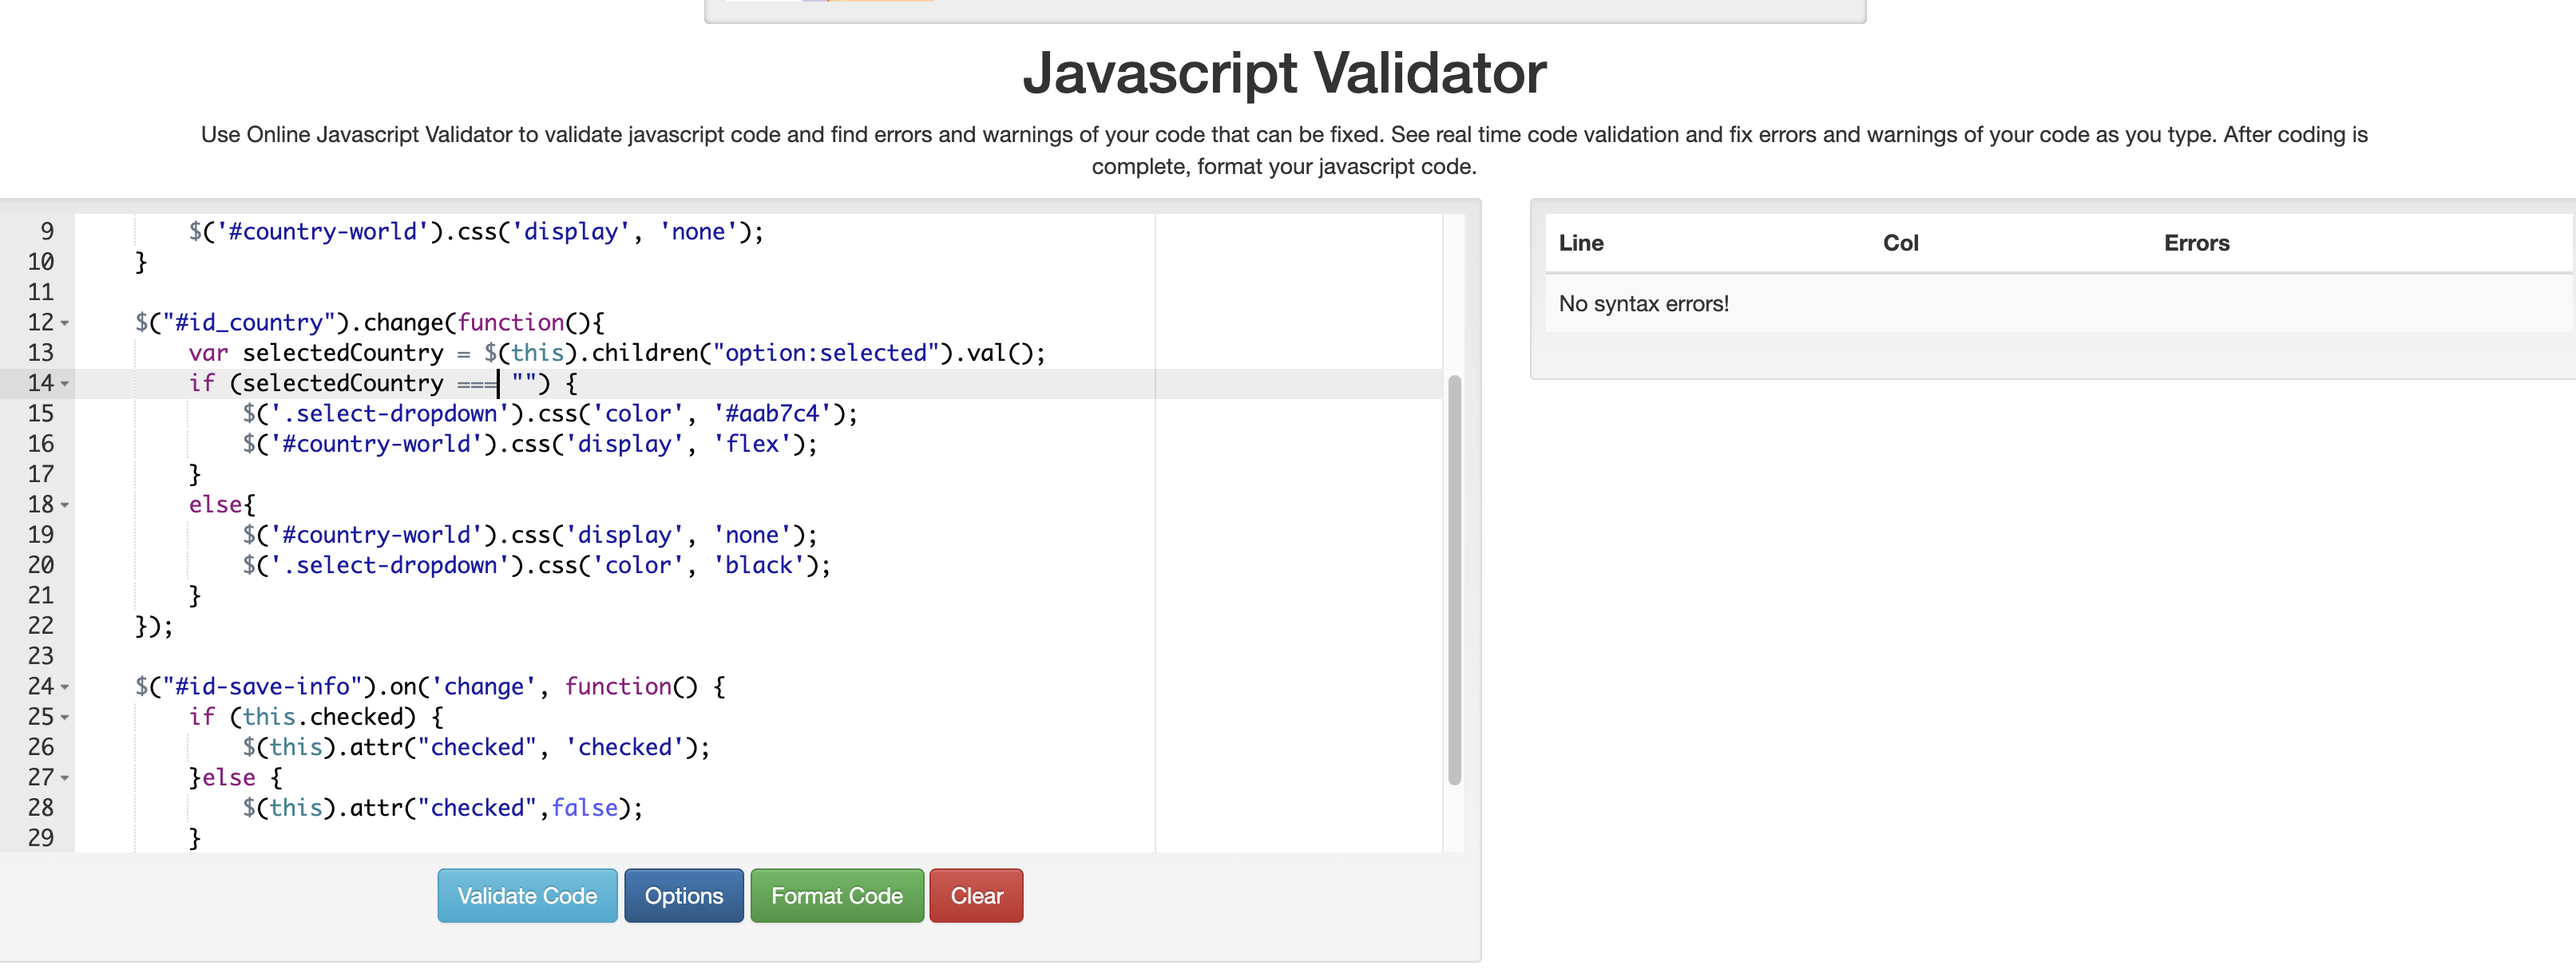 Javascript Validator
Use Online Javascript Validator to validate javascript code and find errors and warnings of your code that can be fixed. See real time code validation and fix errors and warnings of your code as you type. After coding is
complete, format your javascript code.
9 $('#country-world').css('display', 'none');
10 }
11
12 $("#id_country").change(function(){
13 var selectedCountry = $(this).children("option:selected").val();
14 if (selectedCountry === "") {
15 $('.select-dropdown').css('color', '#aab7c4');
16 $('#country-world').css('display', 'flex');
17 }
18 else{
19 $('#country-world').css('display', 'none');
20 $('.select-dropdown').css('color', 'black');
21 }
22 });
23
24 $("#id-save-info").on('change', function() {
25 if (this.checked) {
26 $(this).attr("checked", 'checked');
27 }else {
28 $(this).attr("checked",false);
29 }
Validate Code Options Format Code Clear
Line Col Errors
No syntax errors!